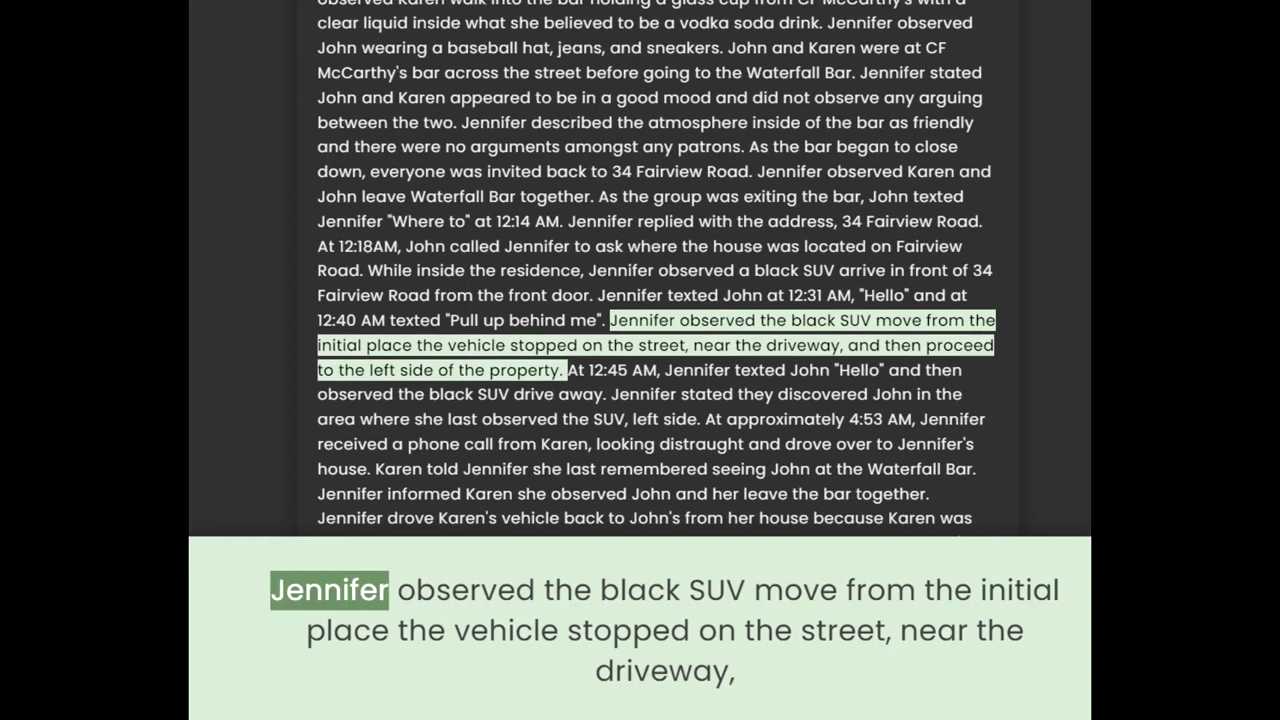 observed Karen walk into the bar holding a glass cup from CF McCarthy's with a
clear liquid inside what she believed to be a vodka soda drink. Jennifer observed
John wearing a baseball hat, jeans, and sneakers. John and Karen were at CF
McCarthy's bar across the street before going to the Waterfall Bar. Jennifer stated
John and Karen appeared to be in a good mood and did not observe any arguing
between the two. Jennifer described the atmosphere inside of the bar as friendly
and there were no arguments amongst any patrons. As the bar began to close
down, everyone was invited back to 34 Fairview Road. Jennifer observed Karen and
John leave Waterfall Bar together. As the group was exiting the bar, John texted
Jennifer "Where to" at 12:14 AM. Jennifer replied with the address, 34 Fairview Road.
At 12:18AM, John called Jennifer to ask where the house was located on Fairview
Road. While inside the residence, Jennifer observed a black SUV arrive in front of 34
Fairview Road from the front door. Jennifer texted John at 12:31 AM, "Hello" and at
12:40 AM texted "Pull up behind me". Jennifer observed the black SUV move from the
initial place the vehicle stopped on the street, near the driveway, and then proceed
to the left side of the property. At 12:45 AM, Jennifer texted John "Hello" and then
observed the black SUV drive away. Jennifer stated they discovered John in the
area where she last observed the SUV, left side. At approximately 4:53 AM, Jennifer
received a phone call from Karen, looking distraught and drove over to Jennifer's
house. Karen told Jennifer she last remembered seeing John at the Waterfall Bar.
Jennifer informed Karen she observed John and her leave the bar together.
Jennifer drove Karen's vehicle back to John's from her house because Karen was
Jennifer observed the black SUV move from the initial
place the vehicle stopped on the street, near the
driveway,